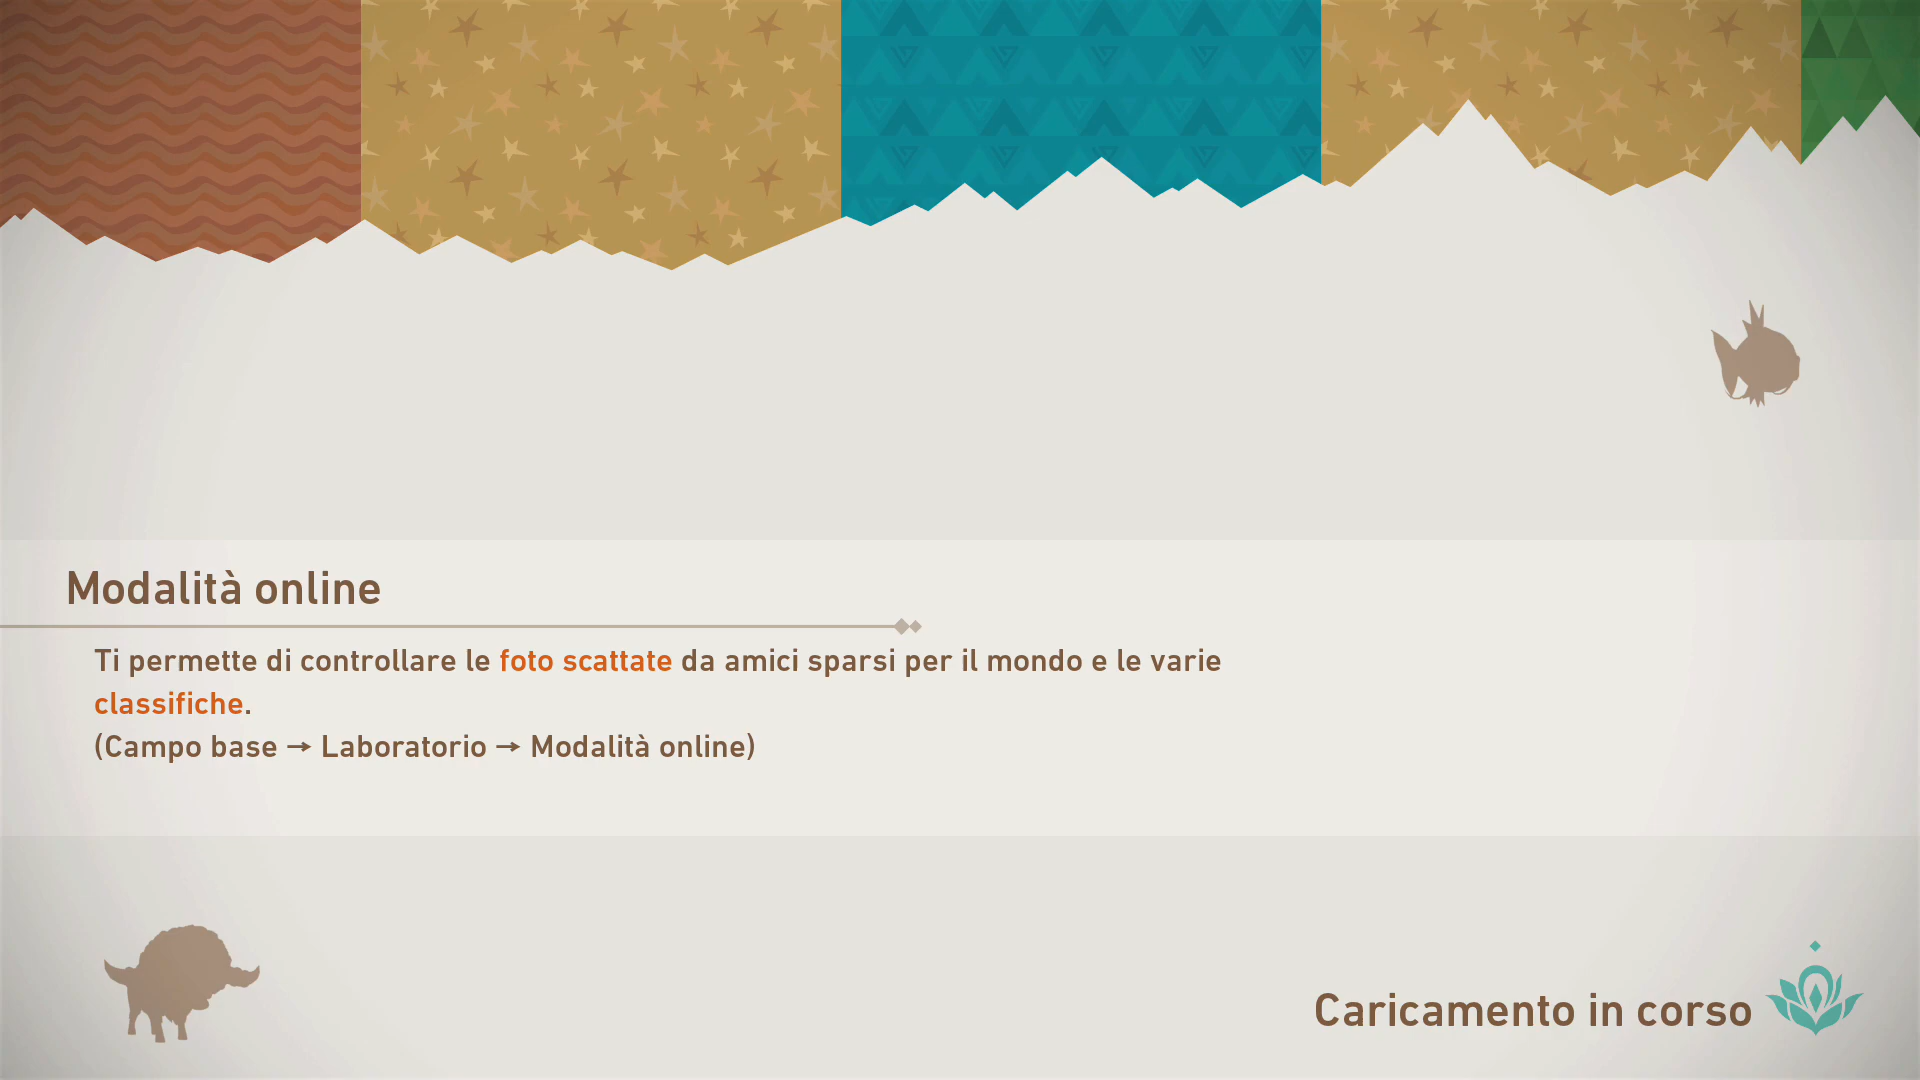 Modalità online
Ti permette di controllare le foto scattate da amici sparsi per il mondo e le varie
classifiche.
(Campo base → Laboratorio → Modalità online)
Caricamento in corso